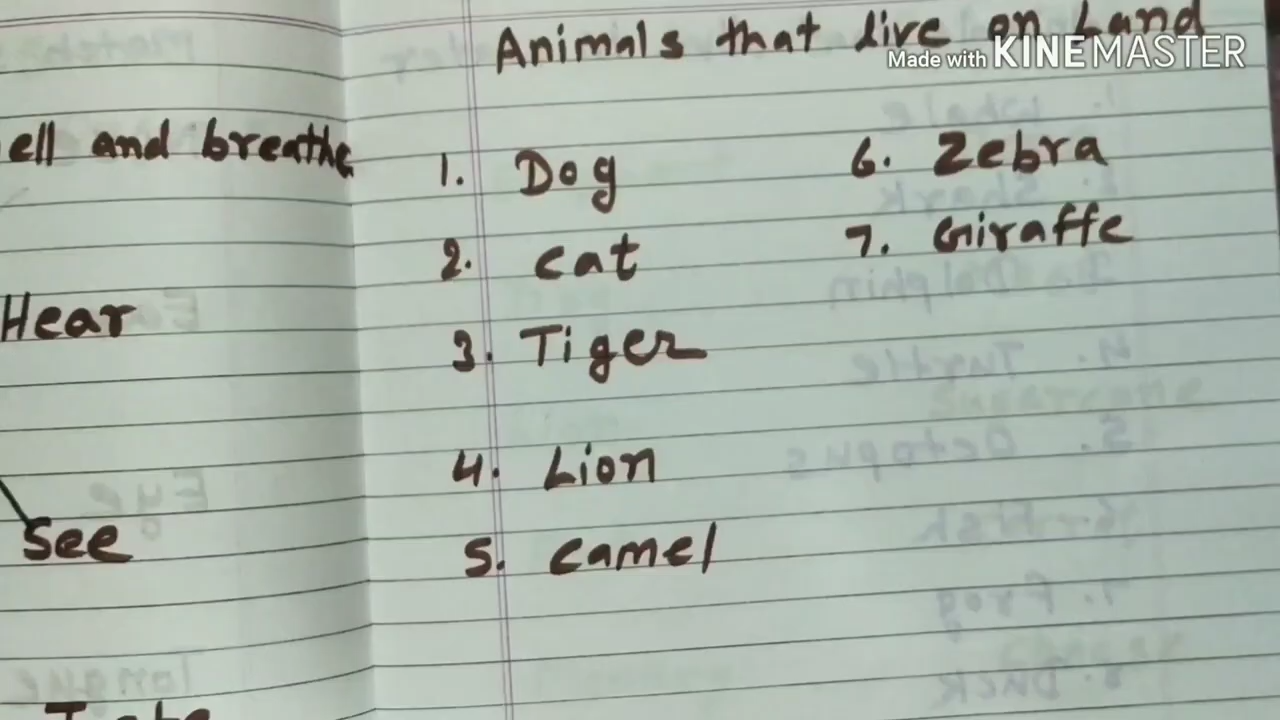 Animals that live on Land
Made with KINEMASTER
ell and breathe
Hear
See
1. Dog
2. Cat
3. Tiger
4. Lion
5. Camel
6. Zebra
7. Giraffe